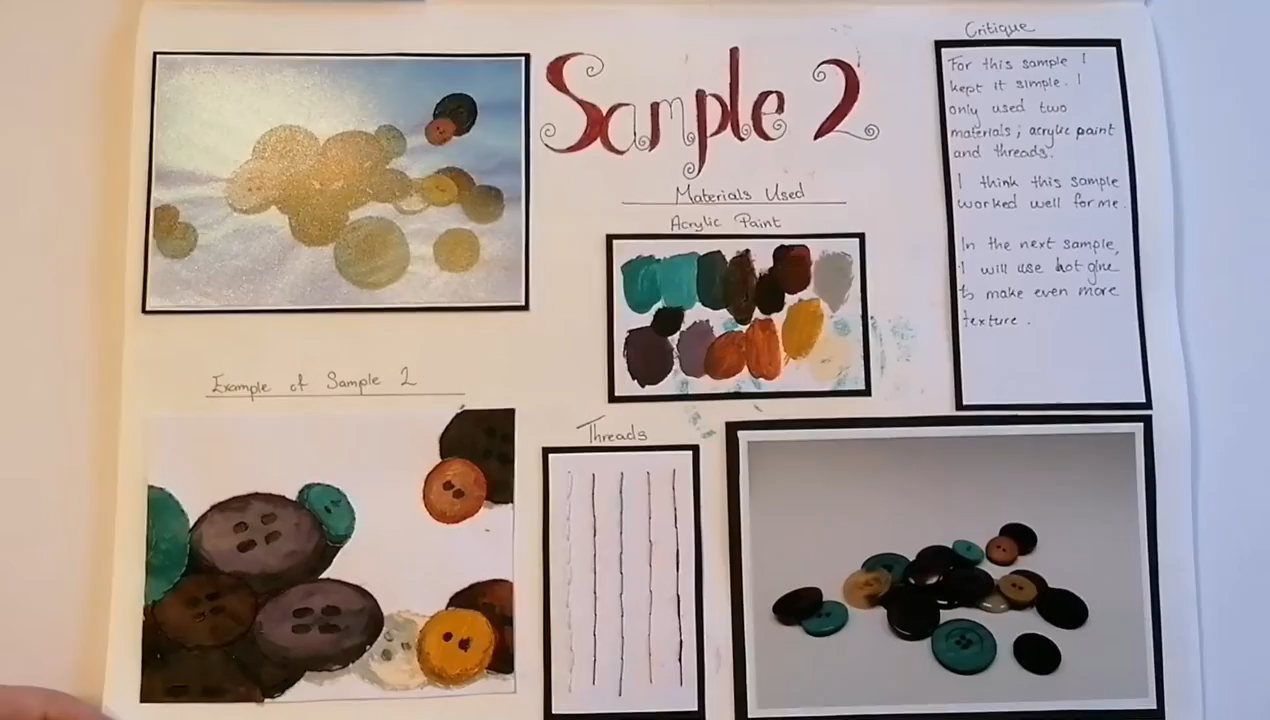 Sample 2
Critique
For this sample I
kept it simple. I
only used two
materials; acrylic paint
and threads.
I think this sample
worked well for me.
In the next sample,
I will use hot glue
to make even more
texture.
Materials Used
Acrylic Paint
Example of Sample 2
Threads